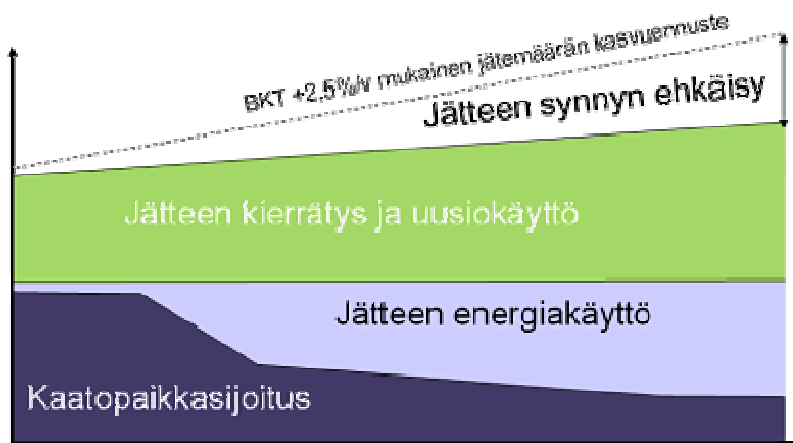 BKT +2,5%/v mukainen jätemäärän kasvuennuste
Jätteen synnyn ehkäisy
Jätteen kierrätys ja uusiokäyttö
Jätteen energiakäyttö
Kaatopaikkasijoitus